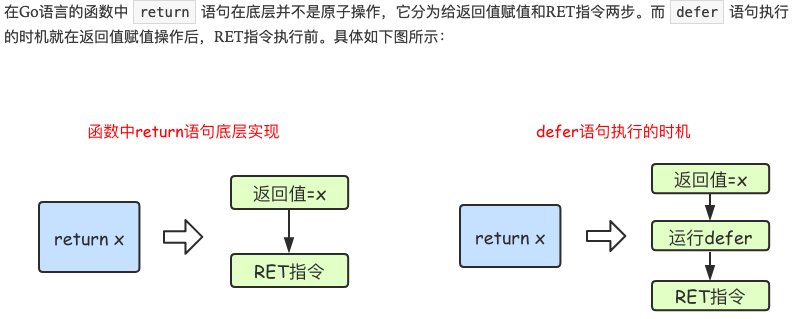 在Go语言的函数中 return 语句在底层并不是原子操作，它分为给返回值赋值和RET指令两步。而 defer 语句执行
的时机就在返回值赋值操作后，RET指令执行前。具体如下图所示：
函数中return语句底层实现
return x
返回值=x
RET指令
defer语句执行的时机
return x
返回值=x
运行defer
RET指令